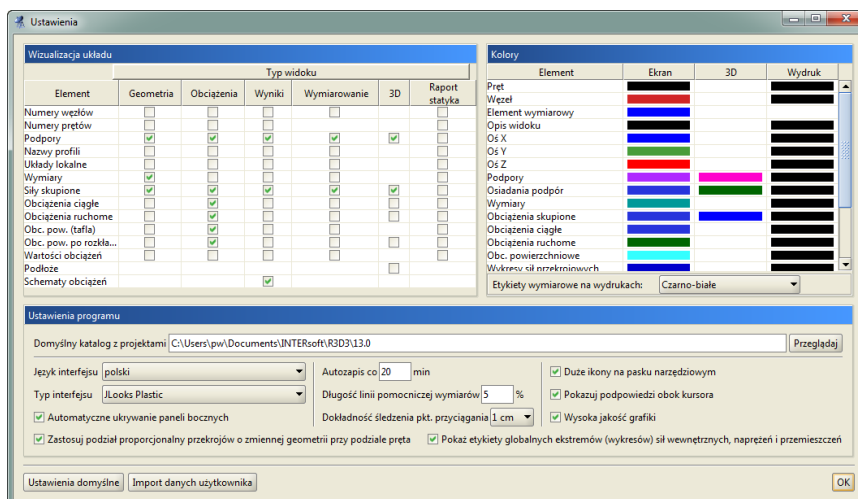 Ustawienia
Wizualizacja układu
Typ widoku
Element Geometria Obciążenia Wyniki Wymiarowanie 3D Raport statyka
Numery węzłów
Numery prętów
Podpory
Nazwy profili
Układy lokalne
Wymiary
Siły skupione
Obciążenia ciągłe
Obciążenia ruchome
Obc. pow. (tafla)
Obc. pow. po rozkła...
Wartości obciążeń
Podłoże
Schematy obciążeń
Kolory
Element Ekran 3D Wydruk
Pręt
Węzeł
Element wymiarowy
Opis widoku
Oś X
Oś Y
Oś Z
Podpory
Osiadania podpór
Wymiary
Obciążenia skupione
Obciążenia ciągłe
Obciążenia ruchome
Obc. powierzchniowe
Wykresy sił przekrojowych
Etykiety wymiarowe na wydrukach: Czarno-białe
Ustawienia programu
Domyślny katalog z projektami C:\Users\pw\Documents\INTERsoft\R3D3\13.0 Przeglądaj
Język interfejsu polski
Typ interfejsu JLooks Plastic
Automatyczne ukrywanie paneli bocznych
Autozapis co 20 min
Długość linii pomocniczej wymiarów 5 %
Dokładność śledzenia pkt. przyciągania 1 cm
Duże ikony na pasku narzędziowym
Pokazuj podpowiedzi obok kursora
Wysoka jakość grafiki
Zastosuj podział proporcjonalny przekrojów o zmiennej geometrii przy podziale pręta
Pokaż etykiety globalnych ekstremów (wykresów) sił wewnętrznych, naprężeń i przemieszczeń
Ustawienia domyślne Import danych użytkownika OK